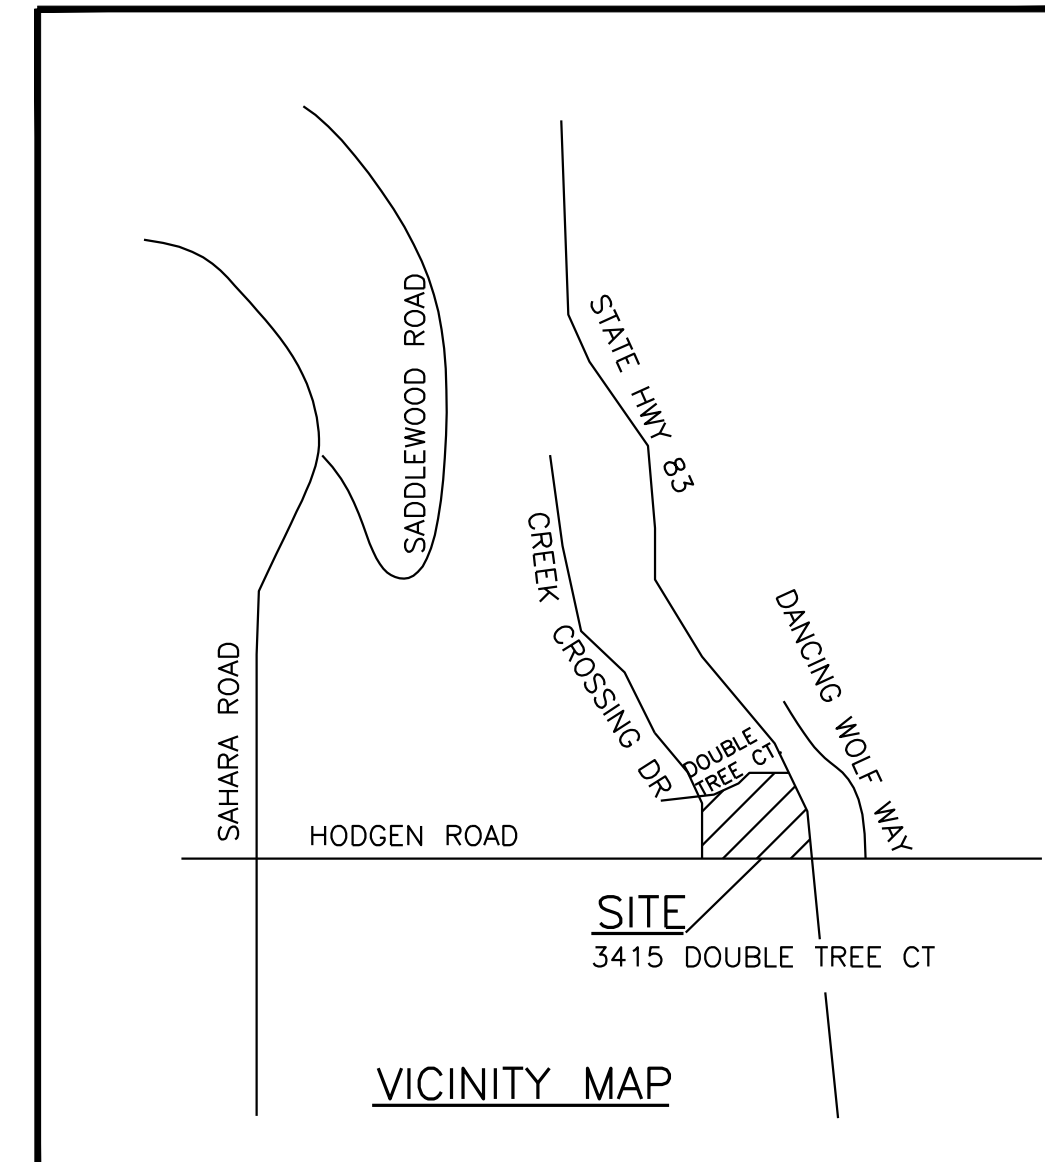 SADDLEWOOD ROAD
STATE HWY 83
CREEK CROSSING DR.
DANCING WOLF WAY
SAHARA ROAD
DOUBLE
TREE CT.
HODGEN ROAD
SITE
3415 DOUBLE TREE CT
VICINITY MAP